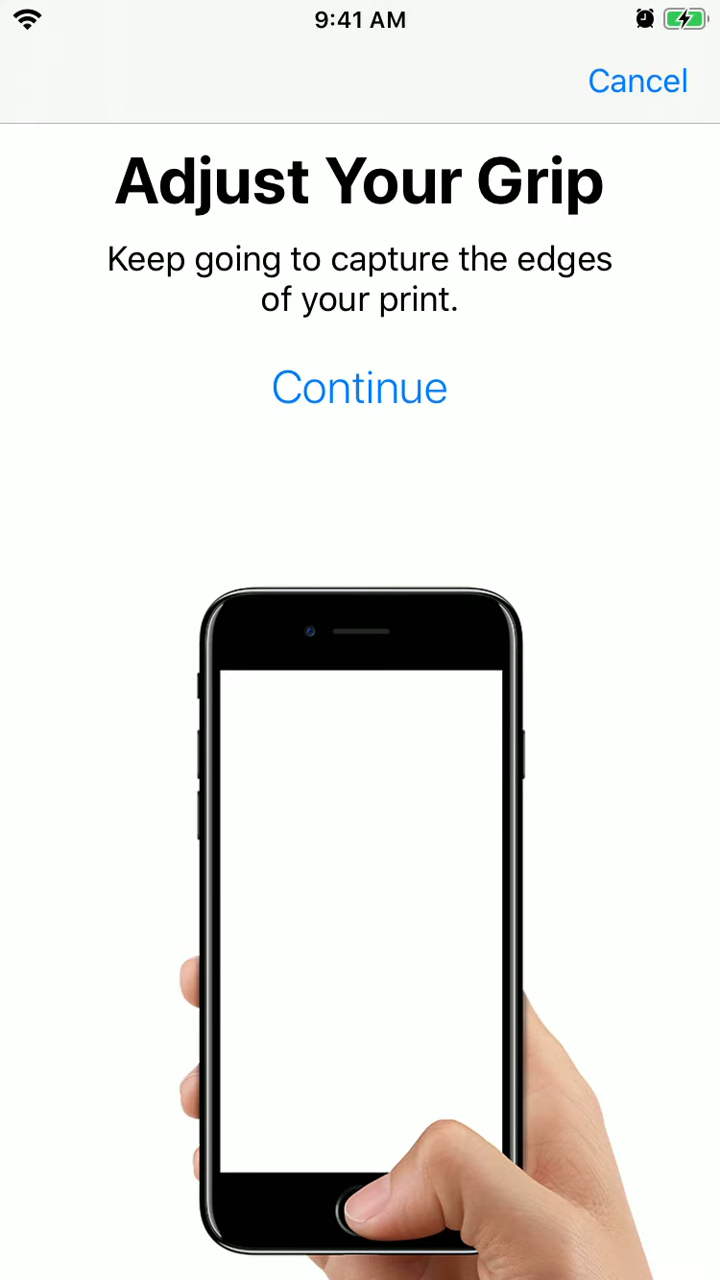 9:41 AM
Cancel
Adjust Your Grip
Keep going to capture the edges
of your print.
Continue